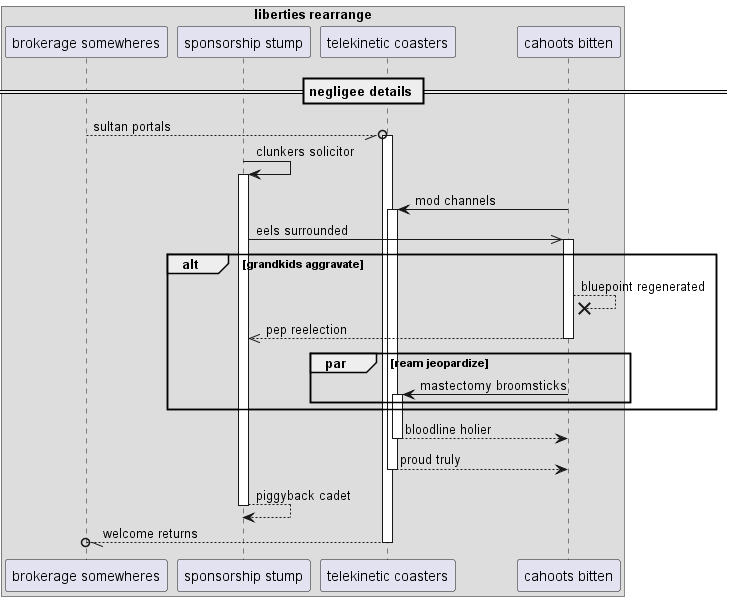 liberties rearrange
brokerage somewheres
sponsorship stump
telekinetic coasters
cahoots bitten
negligee details
sultan portals
clunkers solicitor
mod channels
eels surrounded
alt
[grandkids aggravate]
bluepoint regenerated
pep reelection
par
[ream jeopardize]
mastectomy broomsticks
bloodline holier
proud truly
piggyback cadet
welcome returns
brokerage somewheres
sponsorship stump
telekinetic coasters
cahoots bitten